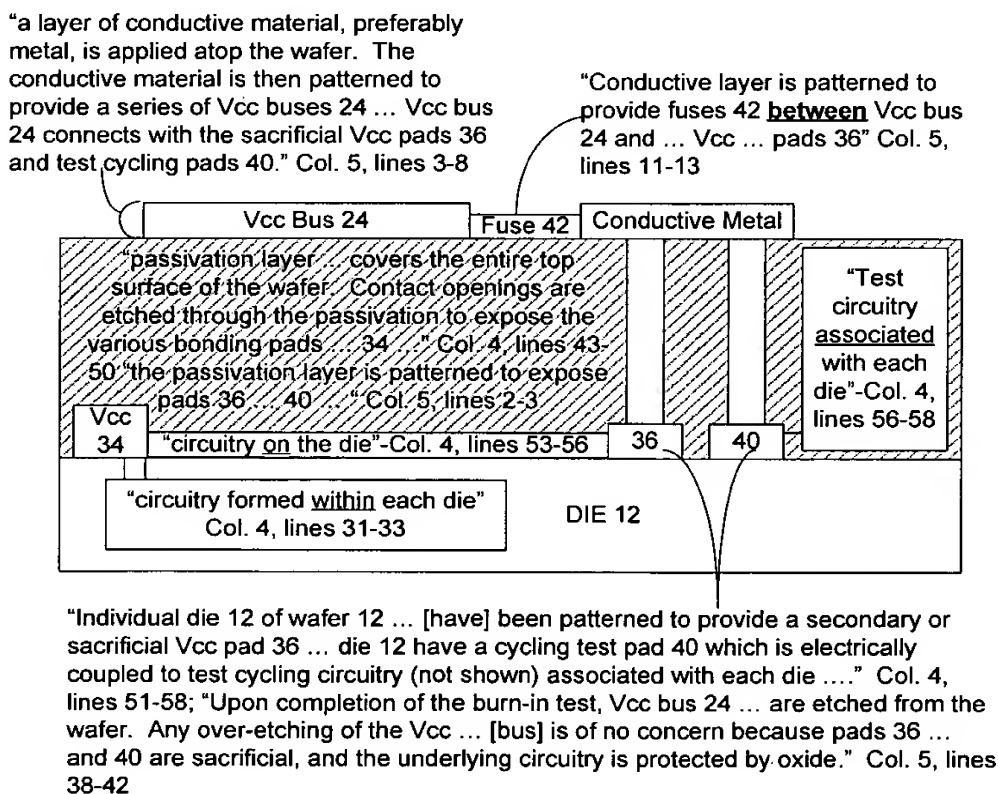 “a layer of conductive material, preferably
metal, is applied atop the wafer. The
conductive material is then patterned to
provide a series of Vcc buses 24 ... Vcc bus
24 connects with the sacrificial Vcc pads 36
and test cycling pads 40.” Col. 5, lines 3-8
“Conductive layer is patterned to
provide fuses 42 between Vcc bus
24 and ... Vcc ... pads 36” Col. 5,
lines 11-13
Vcc Bus 24
Fuse 42
Conductive Metal
“passivation layer ... covers the entire top
surface of the wafer. Contact openings are
etched through the passivation to expose the
various bonding pads ... 34 ...” Col. 4, lines 43-
50 “the passivation layer is patterned to expose
pads 36 ... 40 ... “ Col. 5, lines 2-3
“Test
circuitry
associated
with each
die”-Col. 4,
lines 56-58
Vcc
34
“circuitry on the die”-Col. 4, lines 53-56
36
40
“circuitry formed within each die”
Col. 4, lines 31-33
DIE 12
“Individual die 12 of wafer 12 ... [have] been patterned to provide a secondary or
sacrificial Vcc pad 36 ... die 12 have a cycling test pad 40 which is electrically
coupled to test cycling circuitry (not shown) associated with each die ....” Col. 4,
lines 51-58; “Upon completion of the burn-in test, Vcc bus 24 ... are etched from the
wafer. Any over-etching of the Vcc ... [bus] is of no concern because pads 36 ...
and 40 are sacrificial, and the underlying circuitry is protected by oxide.” Col. 5, lines
38-42